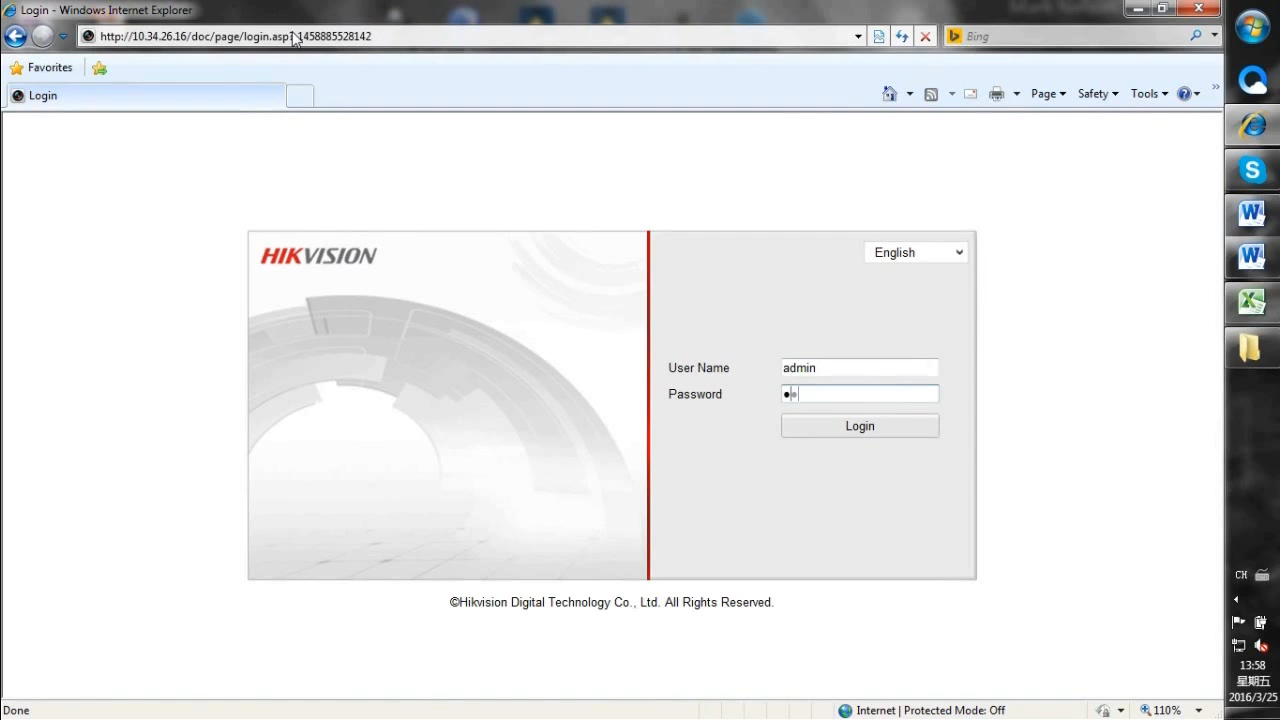 Login - Windows Internet Explorer
http://10.34.26.16/doc/page/login.asp?_1458885528142
Bing
Favorites
Login
Page
Safety
Tools
HIKVISION
English
User Name
admin
Password
Login
©Hikvision Digital Technology Co., Ltd. All Rights Reserved.
CH
13:58
星期五
2016/3/25
Done
Internet | Protected Mode: Off
110%